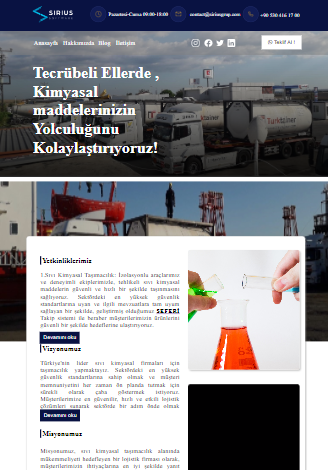 SIRIUS
Pazartesi-Cuma 09:00-18:00
contact@siriusgrup.com
+90 530 416 17 00
Anasayfa Hakkımızda Blog İletişim
Teklif Al !
Tecrübeli Ellerde ,
Kimyasal
maddelerinizin
Yolculuğunu
Kolaylaştırıyoruz!
Yetkinliklerimiz
1.Sıvı Kimyasal Taşımacılık: İzolasyonlu araçlarımız
ve deneyimli ekiplerimizle, tehlikeli sıvı kimyasal
maddelerin güvenli ve hızlı bir şekilde taşınmasını
sağlıyoruz. Sektördeki en yüksek güvenlik
standartlarına uyan ve ilgili mevzuatlara tam uyum
sağlayan bir şekilde, geliştirmiş olduğumuz SEFERİ
Takip sistemi ile beraber müşterilerimizin ürünlerini
güvenli bir şekilde hedeflerine ulaştırıyoruz.
Devamını oku
Vizyonumuz
Türkiye'nin lider sıvı kimyasal firmaları için
taşımacılık yapmaktayız. Sektördeki en yüksek
güvenlik standartlarına sahip olmak ve müşteri
memnuniyetini her zaman ön planda tutmak için
sürekli olarak çaba göstermek istiyoruz.
Müşterilerimize en güvenilir, hızlı ve etkili lojistik
çözümleri sunarak sektörde bir adım önde olmak
Devamını oku
Misyonumuz
Misyonumuz, sıvı kimyasal taşımacılık alanında
mükemmeliyeti hedefleyen bir lojistik firması olarak,
müşterilerimizin ihtiyaçlarına en iyi şekilde yanıt